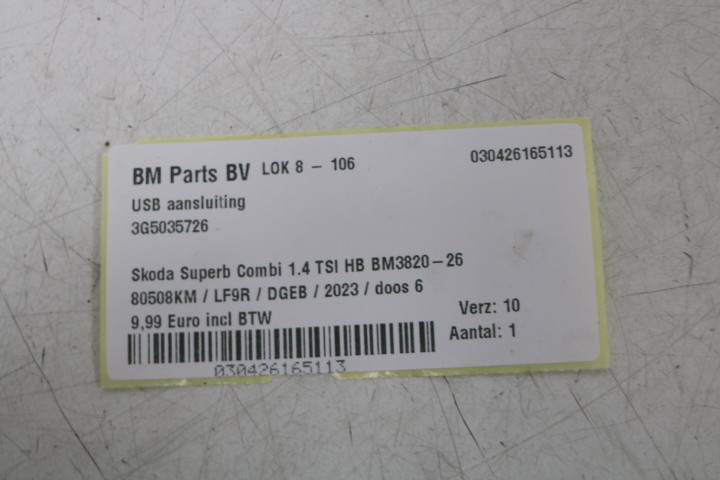 BM Parts BV LOK 8 - 106 030426165113
USB aansluiting
3G5035726
Skoda Superb Combi 1.4 TSI HB BM3820-26
80508KM / LF9R / DGEB / 2023 / doos 6
9,99 Euro incl BTW Verz: 10
Aantal: 1
030426165113